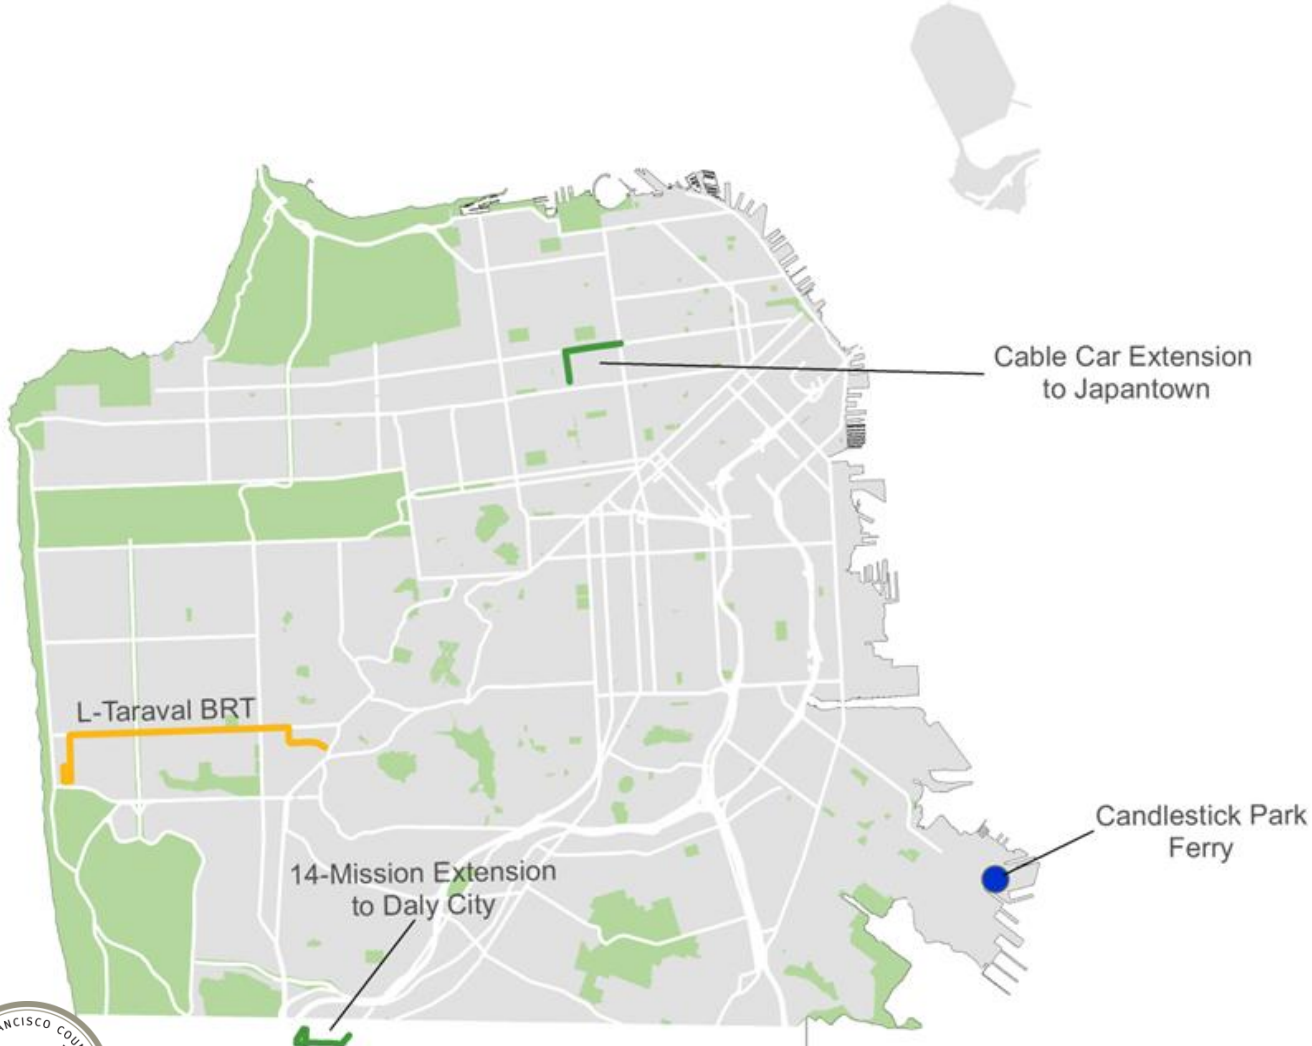 Cable Car Extension
to Japantown
L-Taraval BRT
Candlestick Park
Ferry
14-Mission Extension
to Daly City